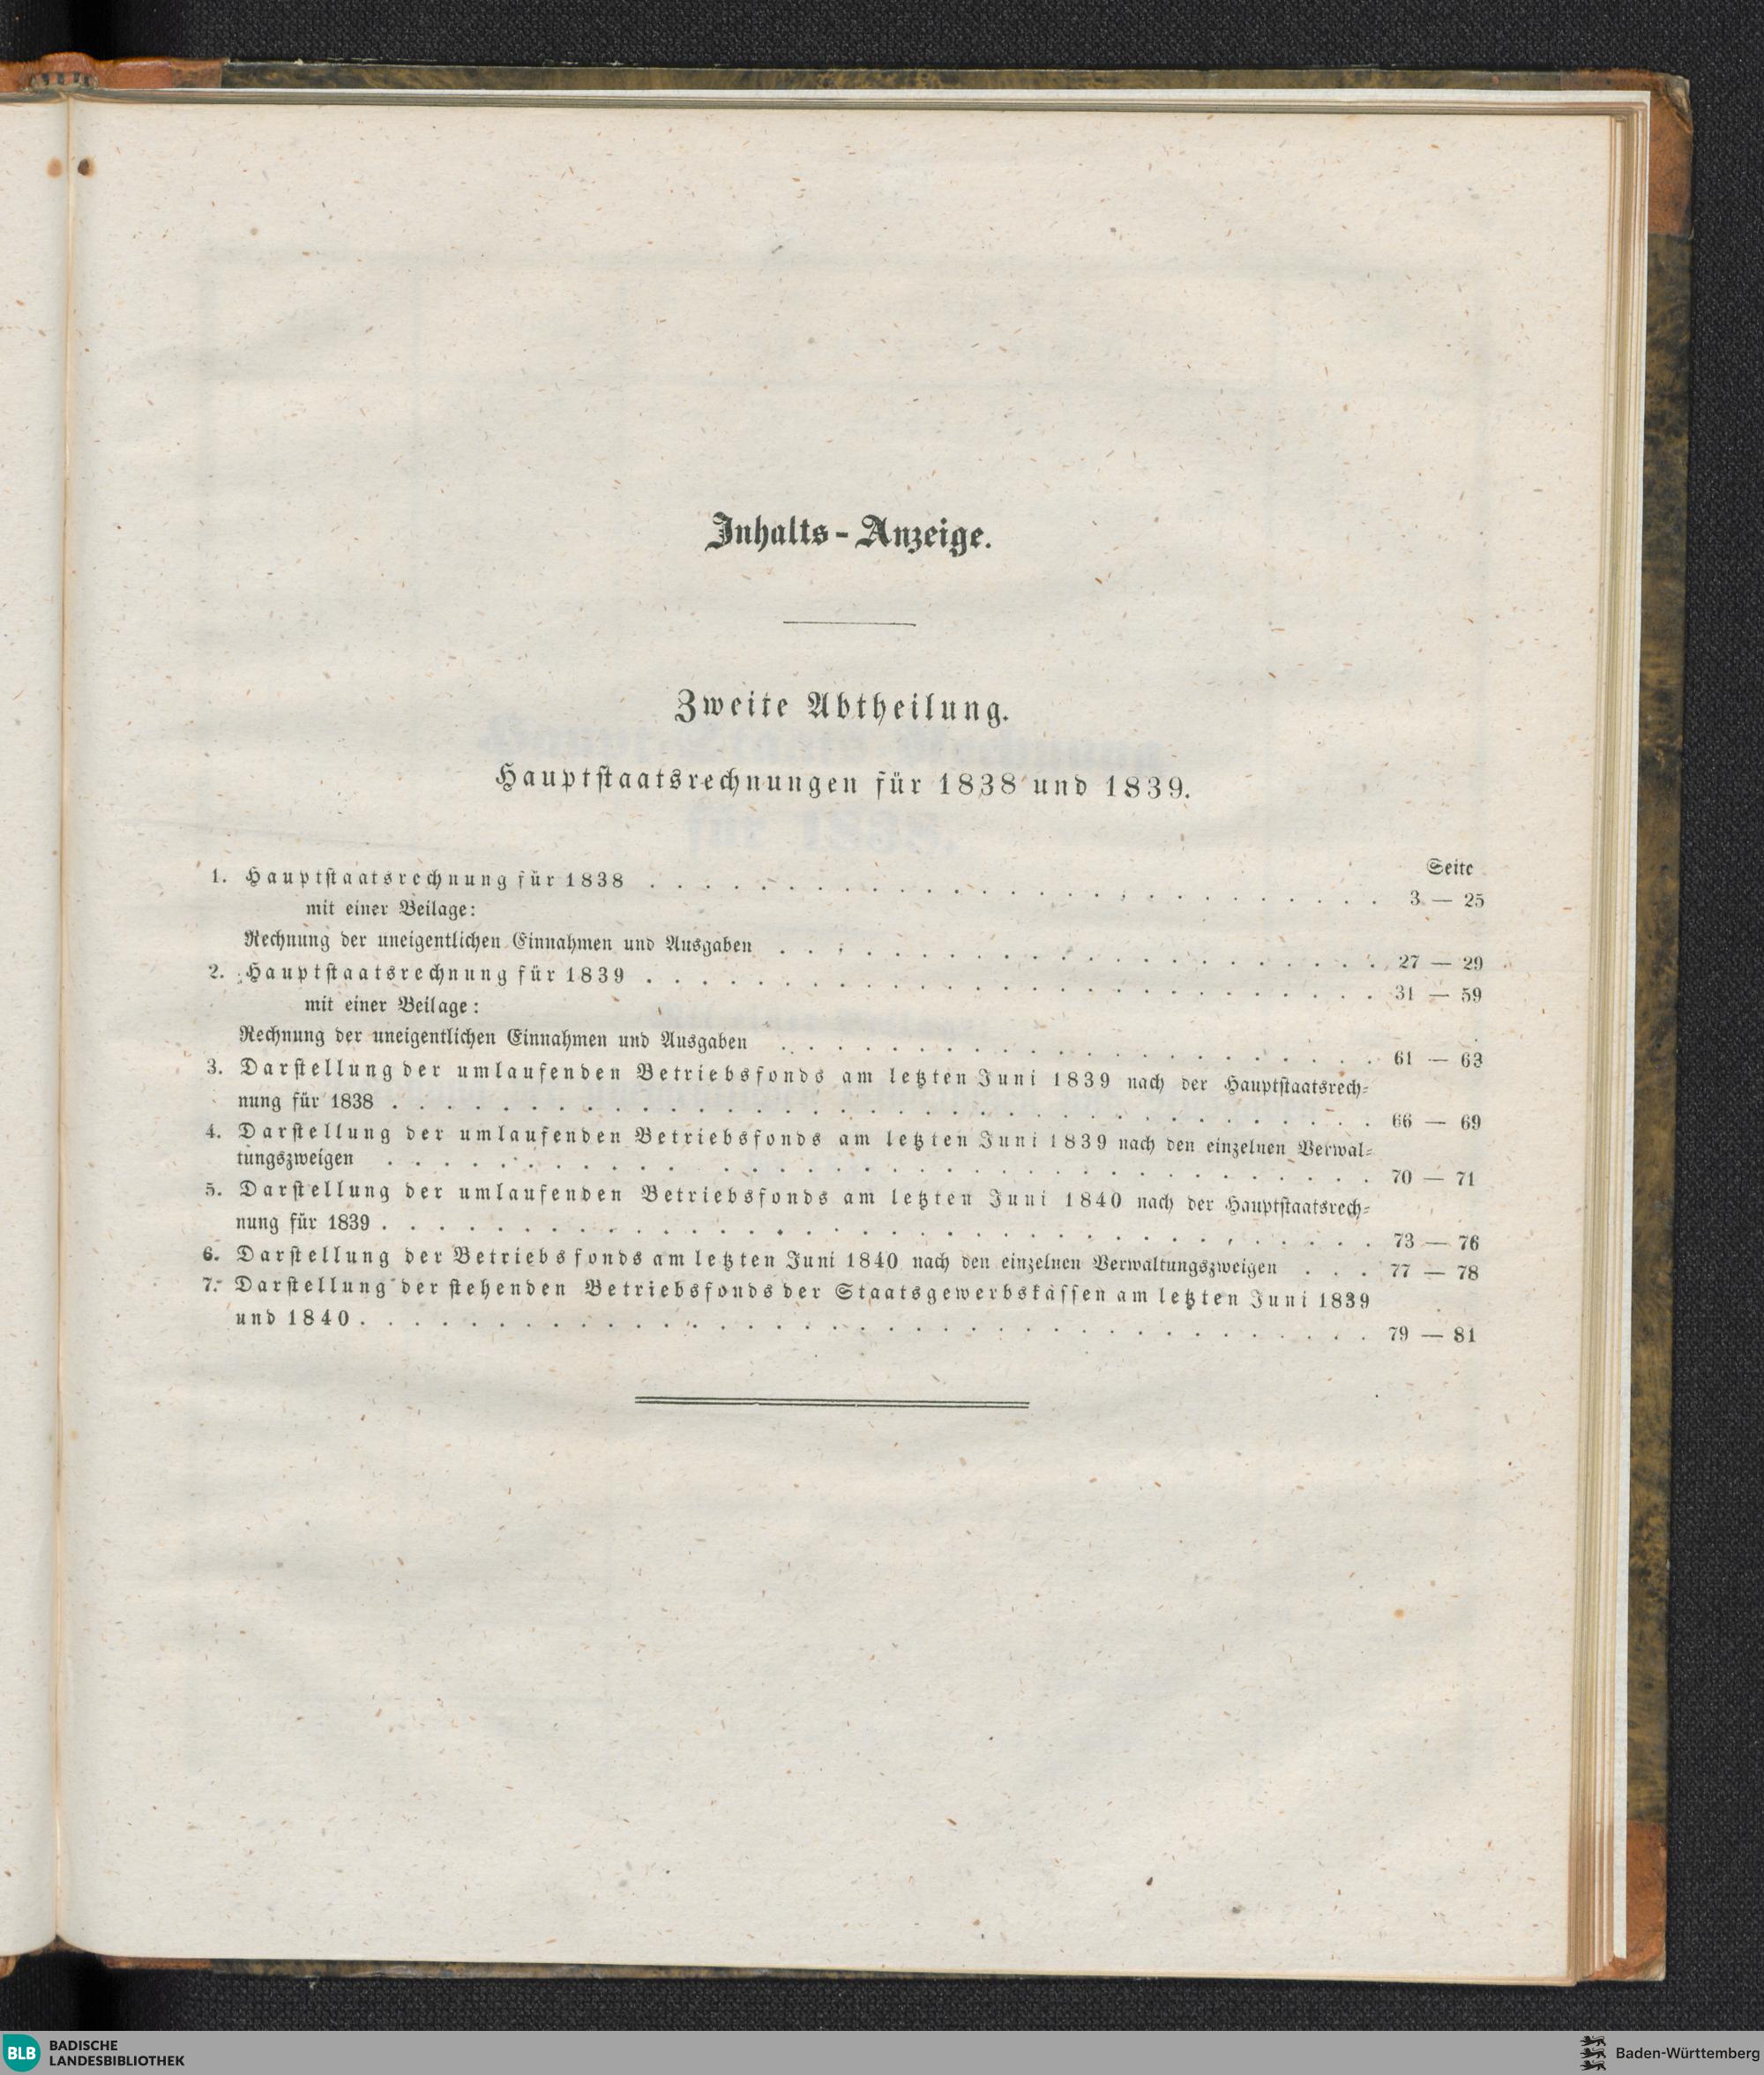 Inhalts-Anzeige.
Zweite Abtheilung.
Hauptstaatsrechnungen für 1838 und 1839.
Seite
1. Hauptstaatsrechnung für 1838 . . . . . . . . . . . . . . . . . . . . . . . . . . . 3 — 25
mit einer Beilage:
Rechnung der uneigentlichen Einnahmen und Ausgaben . . . . . . . . . . . . . . . . . . . . . . 27 — 29
2. Hauptstaatsrechnung für 1839 . . . . . . . . . . . . . . . . . . . . . . . . . . . 31 — 59
mit einer Beilage:
Rechnung der uneigentlichen Einnahmen und Ausgaben . . . . . . . . . . . . . . . . . . . . . . 61 — 63
3. Darstellung der umlaufenden Betriebsfonds am letzten Juni 1839 nach der Hauptstaatsrech-
nung für 1838 . . . . . . . . . . . . . . . . . . . . . . . . . . . . . . . . . . . . 66 — 69
4. Darstellung der umlaufenden Betriebsfonds am letzten Juni 1839 nach den einzelnen Verwal-
tungszweigen . . . . . . . . . . . . . . . . . . . . . . . . . . . . . . . . . . . . 70 — 71
5. Darstellung der umlaufenden Betriebsfonds am letzten Juni 1840 nach der Hauptstaatsrech-
nung für 1839 . . . . . . . . . . . . . . . . . . . . . . . . . . . . . . . . . . . . 73 — 76
6. Darstellung der Betriebsfonds am letzten Juni 1840 nach den einzelnen Verwaltungszweigen . . . 77 — 78
7. Darstellung der stehenden Betriebsfonds der Staatsgewerbskassen am letzten Juni 1839
und 1840 . . . . . . . . . . . . . . . . . . . . . . . . . . . . . . . . . . . . . 79 — 81
BLB BADISCHE
LANDESBIBLIOTHEK
Baden-Württemberg